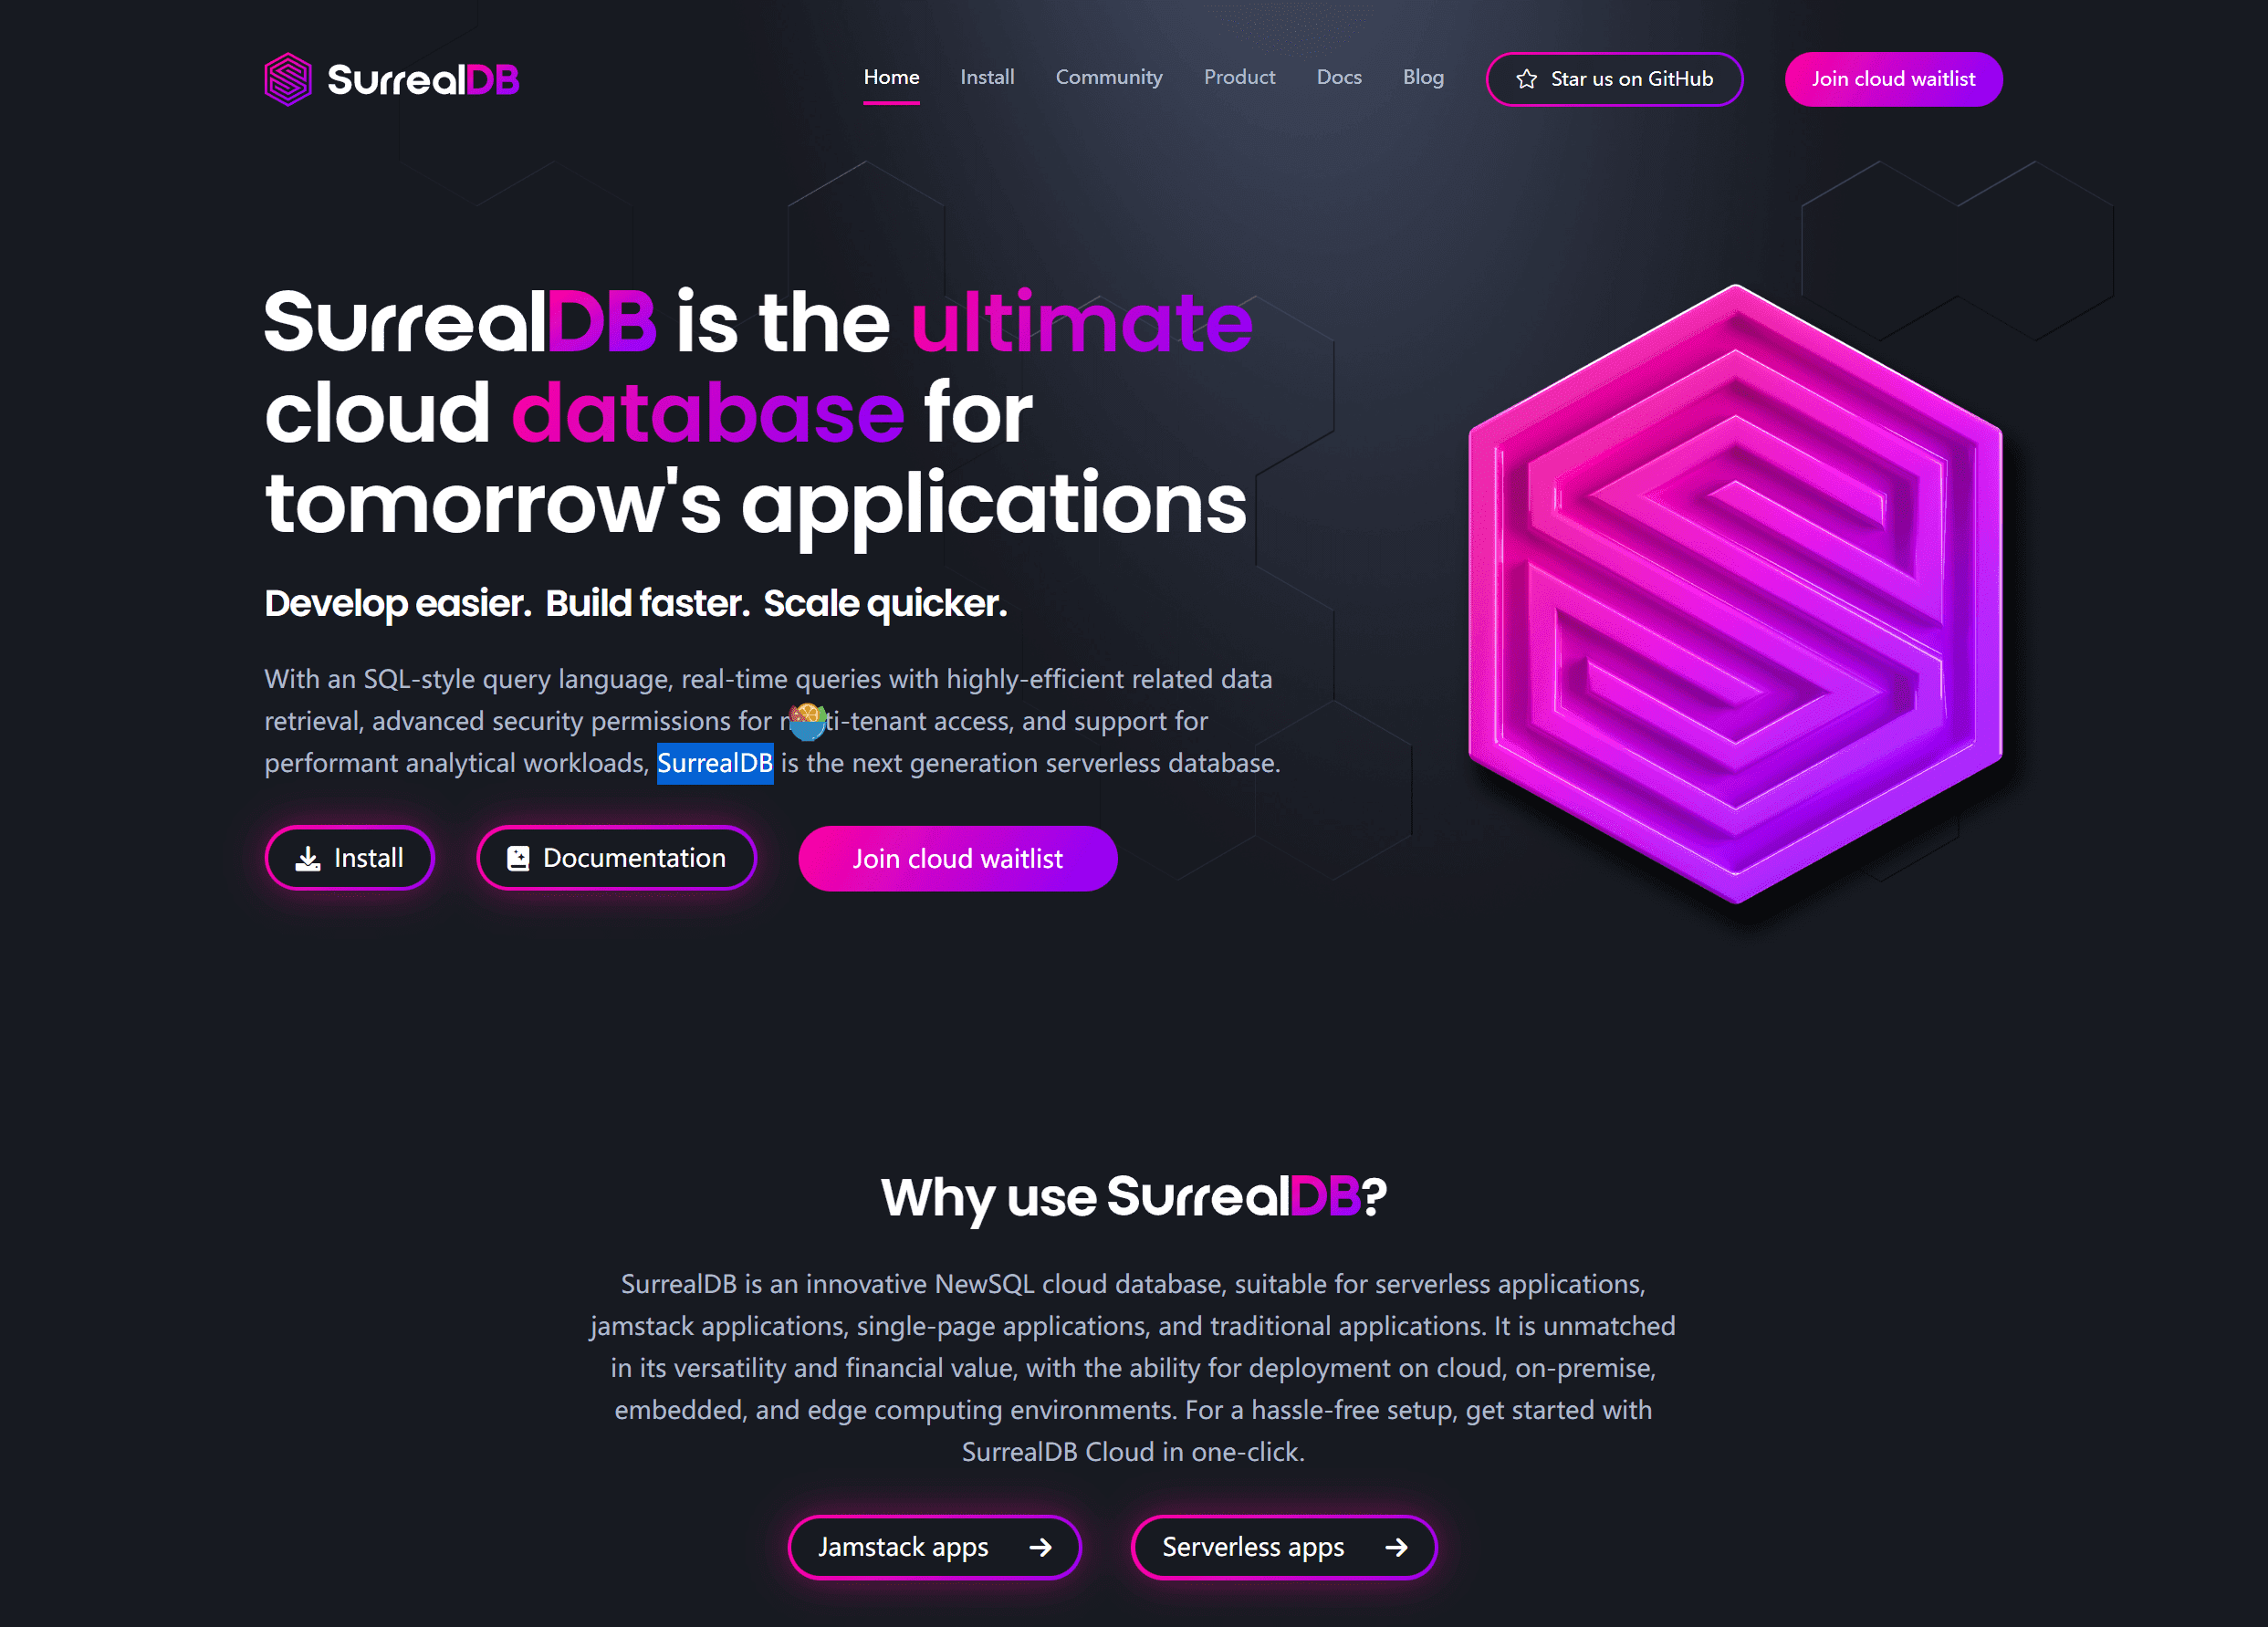 SurrealDB
Home Install Community Product Docs Blog Star us on GitHub Join cloud waitlist
SurrealDB is the ultimate
cloud database for
tomorrow's applications
Develop easier. Build faster. Scale quicker.
With an SQL-style query language, real-time queries with highly-efficient related data
retrieval, advanced security permissions for access, and support for
performant analytical workloads, SurrealDB is the next generation serverless database.
Install Documentation Join cloud waitlist
Why use SurrealDB?
SurrealDB is an innovative NewSQL cloud database, suitable for serverless applications,
jamstack applications, single-page applications, and traditional applications. It is unmatched
in its versatility and financial value, with the ability for deployment on cloud, on-premise,
embedded, and edge computing environments. For a hassle-free setup, get started with
SurrealDB Cloud in one-click.
Jamstack apps Serverless apps